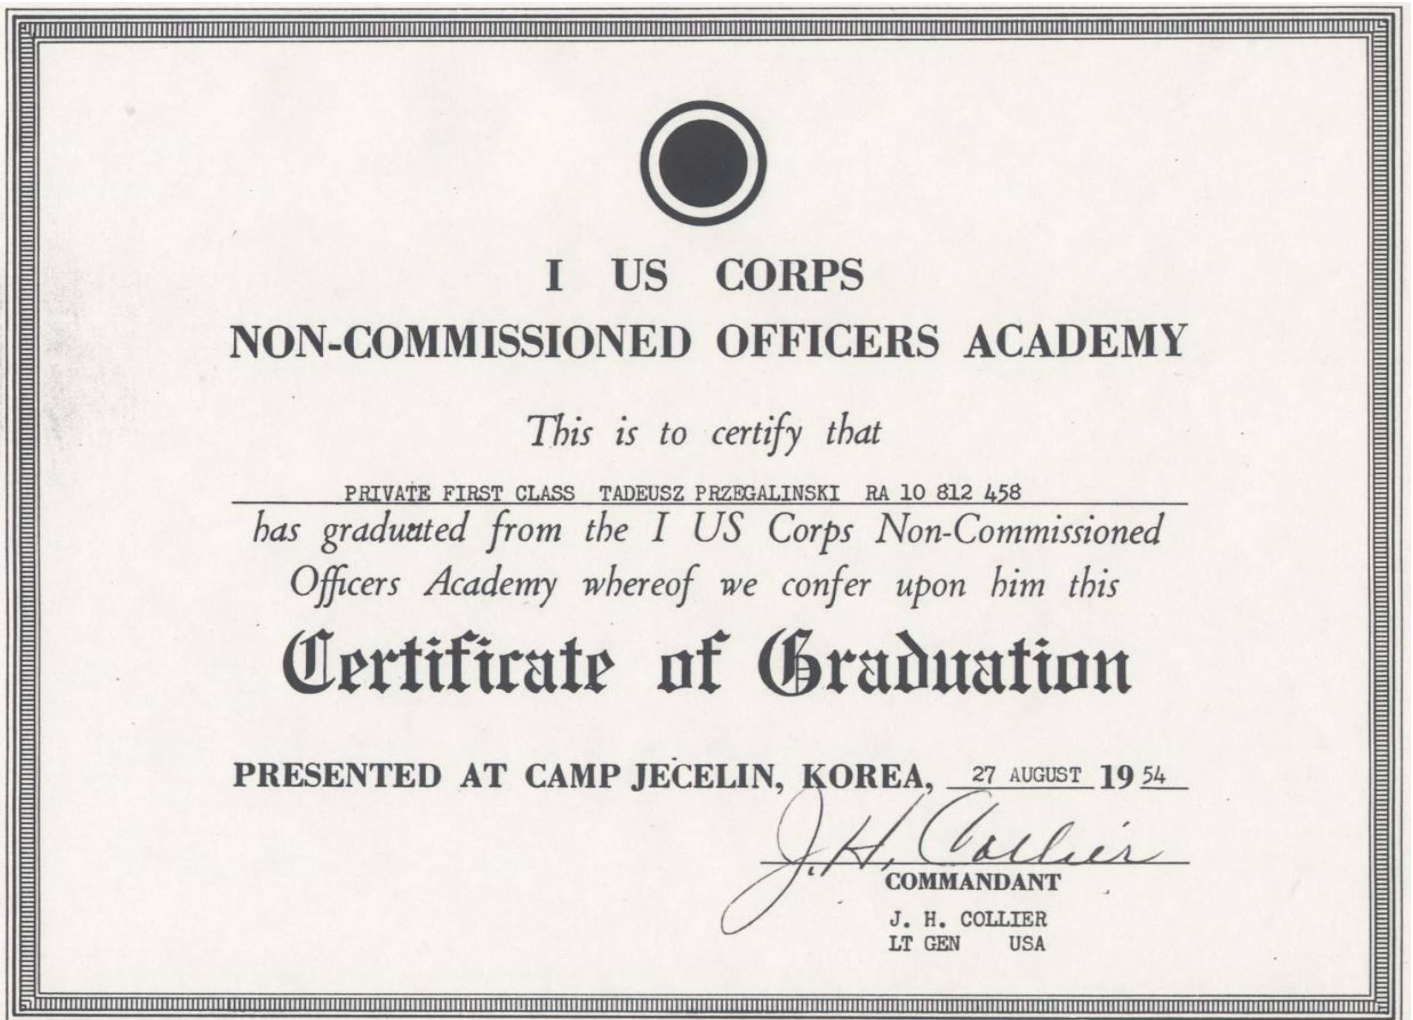 I US CORPS
NON-COMMISSIONED OFFICERS ACADEMY
This is to certify that
PRIVATE FIRST CLASS TADEUSZ PRZEGALINSKI RA 10 812 458
has graduated from the I US Corps Non-Commissioned
Officers Academy whereof we confer upon him this
Certificate of Graduation
PRESENTED AT CAMP JECELIN, KOREA, 27 AUGUST 1954
J. H. Collier
COMMANDANT
J. H. COLLIER
LT GEN USA